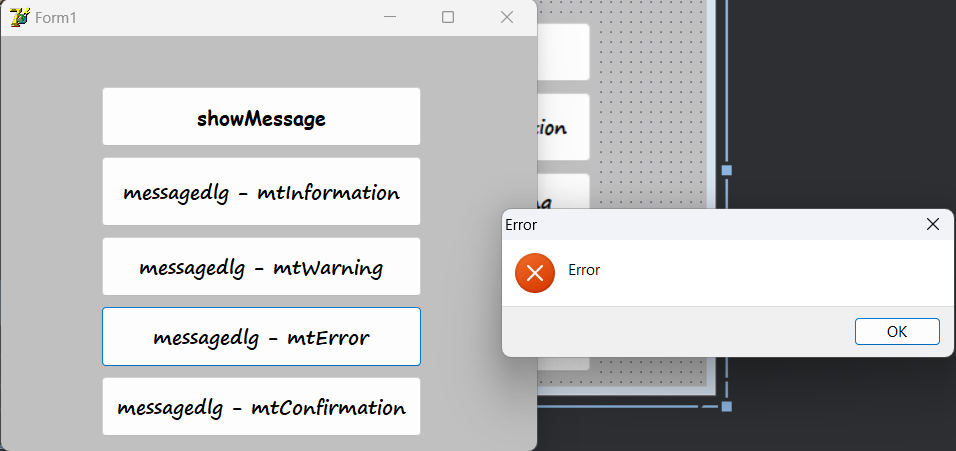 Form1
showMessage
messagedlg - mtInformation
messagedlg - mtWarning
messagedlg - mtError
messagedlg - mtConfirmation
Error
Error
OK